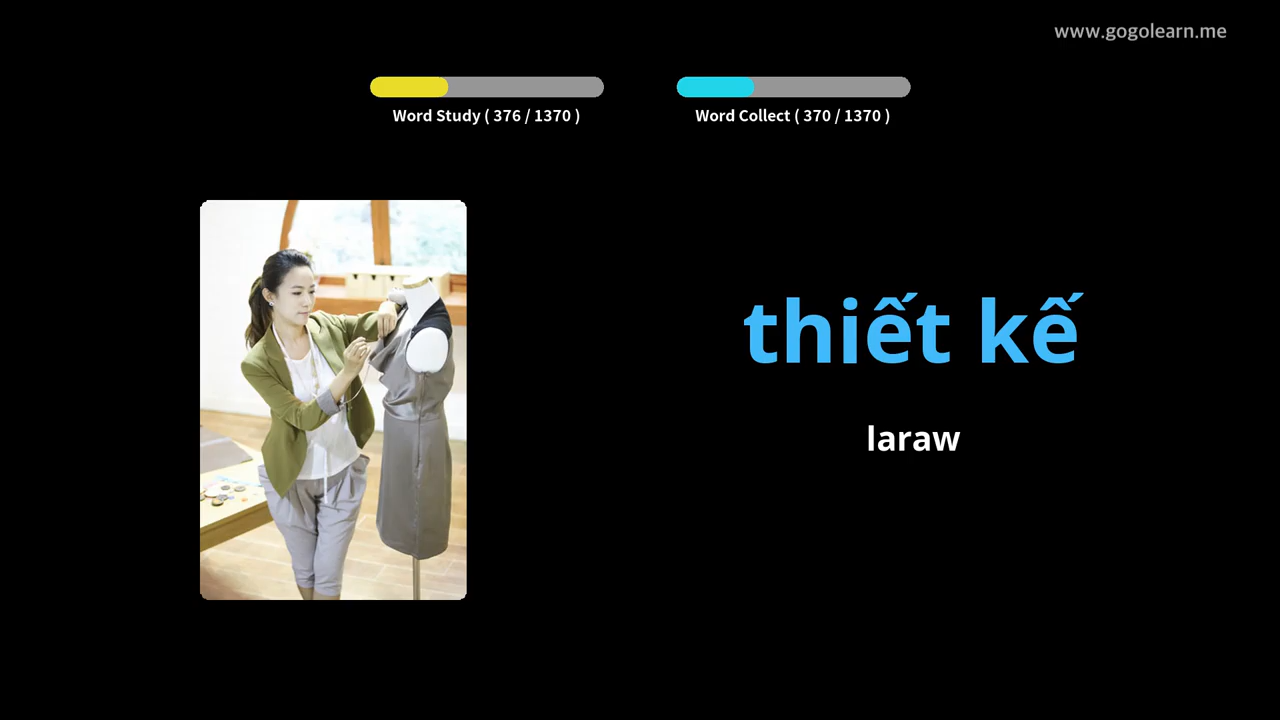 www.gogolearn.me
Word Study ( 376 / 1370 )
Word Collect ( 370 / 1370 )
thiết kế
laraw